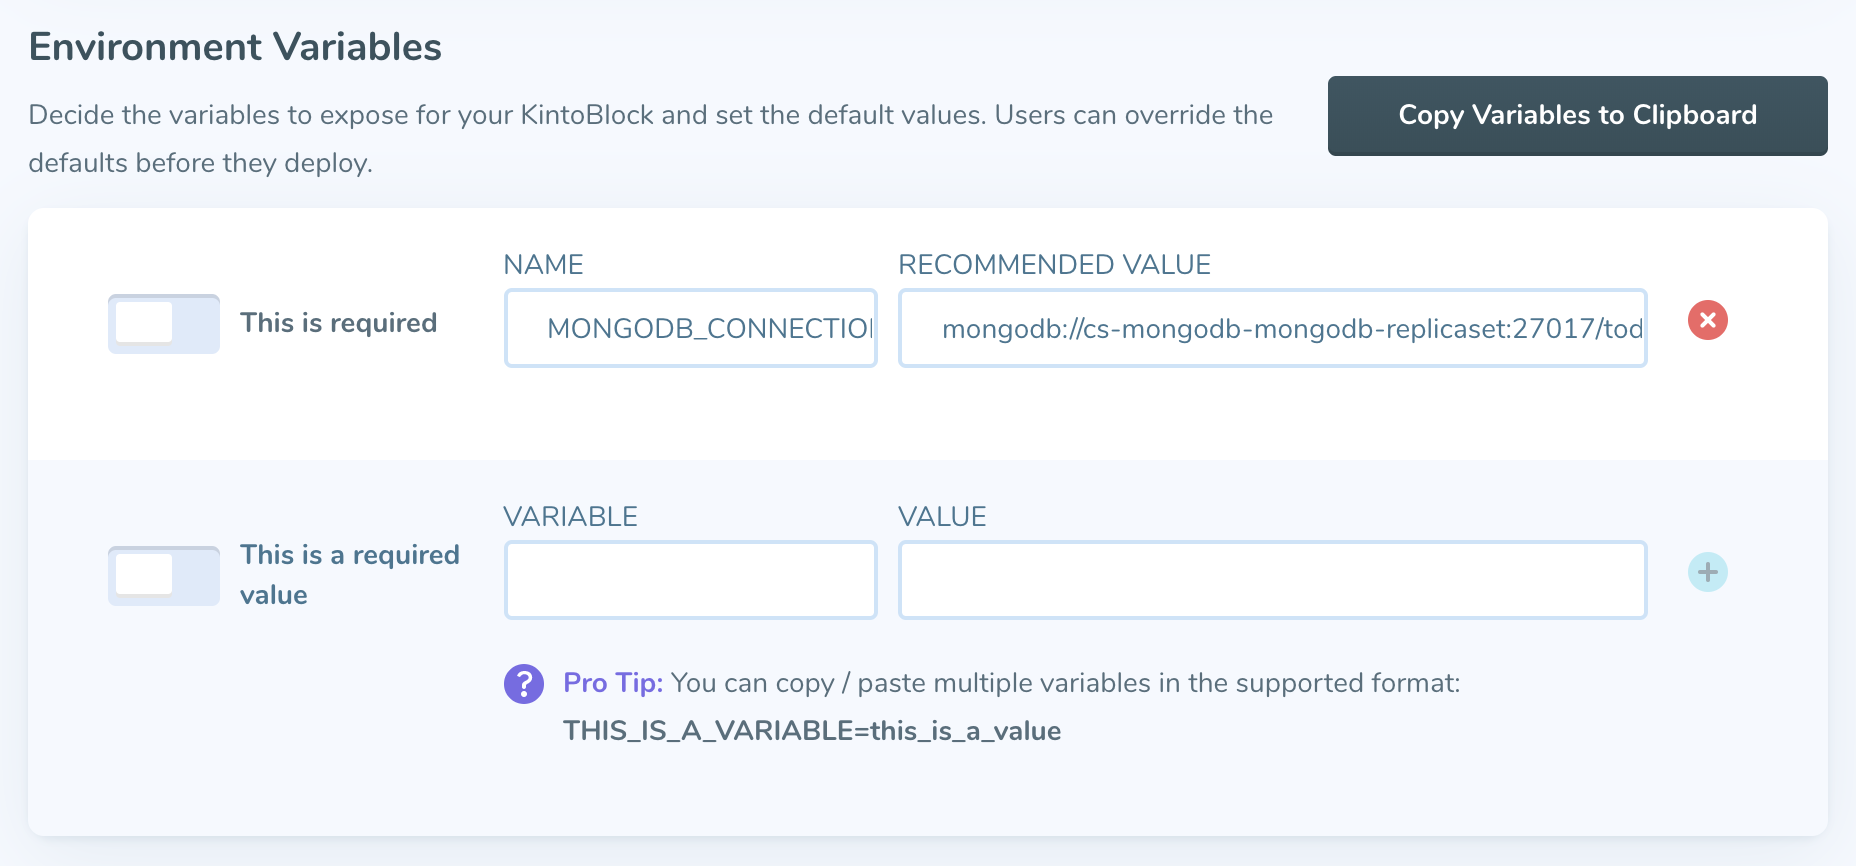 Environment Variables
Decide the variables to expose for your KintoBlock and set the default values. Users can override the
defaults before they deploy.
Copy Variables to Clipboard
NAME
RECOMMENDED VALUE
This is required
MONGODB_CONNECTIO
mongodb://cs-mongodb-mongodb-replicaset:27017/tod
VARIABLE
VALUE
This is a required
value
Pro Tip: You can copy / paste multiple variables in the supported format:
THIS_IS_A_VARIABLE=this_is_a_value